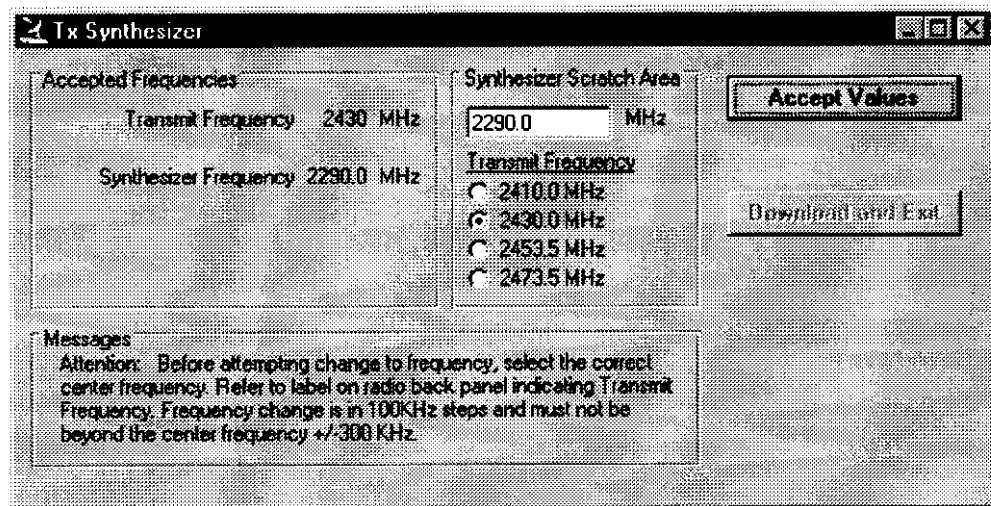 Tx Synthesizer
Accepted Frequencies
Transmit Frequency 2430 MHz
Synthesizer Frequency 2290.0 MHz
Synthesizer Scratch Area
2290.0 MHz
Transmit Frequency
2410.0 MHz
2430.0 MHz
2453.5 MHz
2473.5 MHz
Accept Values
Download and Exit
Messages
Attention: Before attempting change to frequency, select the correct
center frequency. Refer to label on radio back panel indicating Transmit
Frequency. Frequency change is in 100KHz steps and must not be
beyond the center frequency +/-300 KHz.